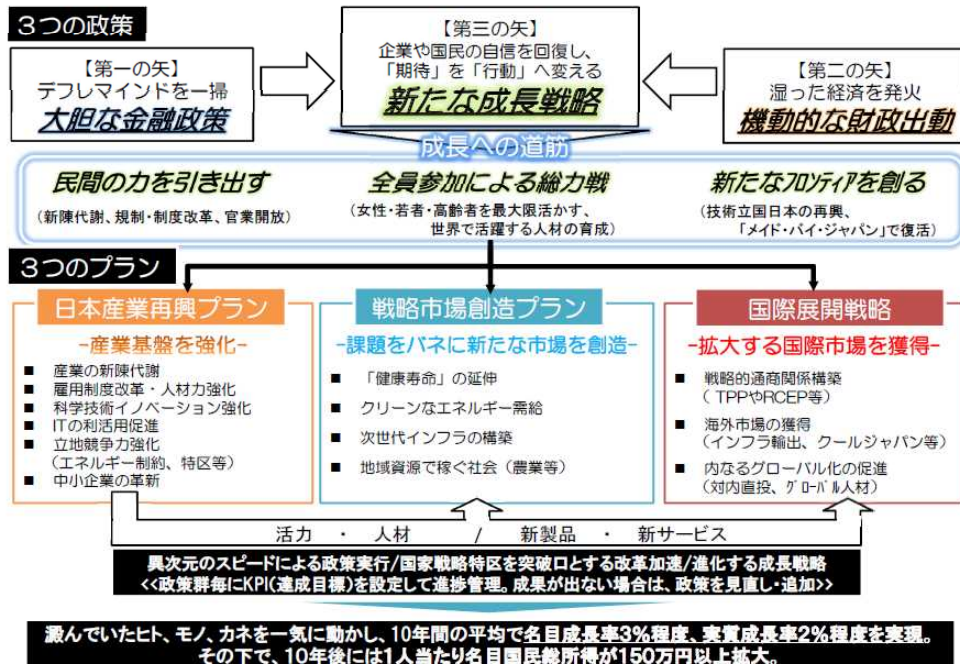 3つの政策
【第一の矢】
デフレマインドを一掃
大胆な金融政策
【第三の矢】
企業や国民の自信を回復し、
「期待」を「行動」へ変える
新たな成長戦略
【第二の矢】
湿った経済を発火
機動的な財政出動
成長への道筋
民間の力を引き出す
(新陳代謝、規制・制度改革、官業開放)
全員参加による総力戦
(女性・若者・高齢者を最大限活かす、
世界で活躍する人材の育成)
新たなフロンティアを創る
(技術立国日本の再興、
「メイド・バイ・ジャパン」で復活)
3つのプラン
日本産業再興プラン
-産業基盤を強化-
■ 産業の新陳代謝
■ 雇用制度改革・人材力強化
■ 科学技術イノベーション強化
■ ITの利活用促進
■ 立地競争力強化
(エネルギー制約、特区等)
■ 中小企業の革新
戦略市場創造プラン
-課題をバネに新たな市場を創造-
■ 「健康寿命」の延伸
■ クリーンなエネルギー需給
■ 次世代インフラの構築
■ 地域資源で稼ぐ社会(農業等)
国際展開戦略
-拡大する国際市場を獲得-
■ 戦略的通商関係構築
(TPPやRCEP等)
■ 海外市場の獲得
(インフラ輸出、クールジャパン等)
■ 内なるグローバル化の促進
(対内直投、グローバル人材)
活力 ・ 人材 / 新製品 ・ 新サービス
異次元のスピードによる政策実行/国家戦略特区を突破口とする改革加速/進化する成長戦略
<<政策群毎にKPI(達成目標)を設定して進捗管理。成果が出ない場合は、政策を見直し・追加>>
澱んでいたヒト、モノ、カネを一気に動かし、10年間の平均で名目成長率3%程度、実質成長率2%程度を実現。
その下で、10年後には1人当たり名目国民総所得が150万円以上拡大。